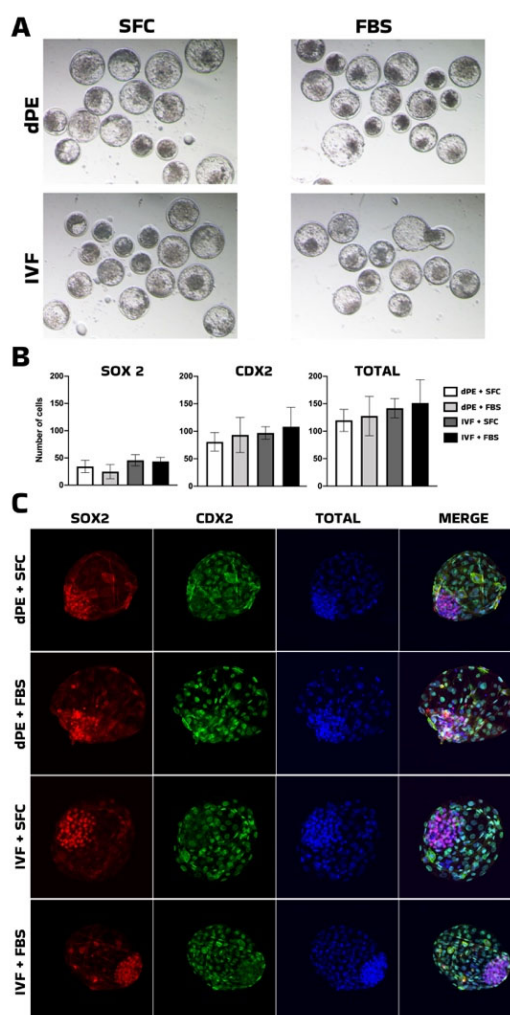 A
SFC FBS
dPE
IVF
B
SOX 2 CDX2 TOTAL
Number of cells
200 200 200
150 150 150
100 100 100
50 50 50
0 0 0
dPE + SFC
dPE + FBS
IVF + SFC
IVF + FBS
C
SOX2 CDX2 TOTAL MERGE
dPE + SFC
dPE + FBS
IVF + SFC
IVF + FBS